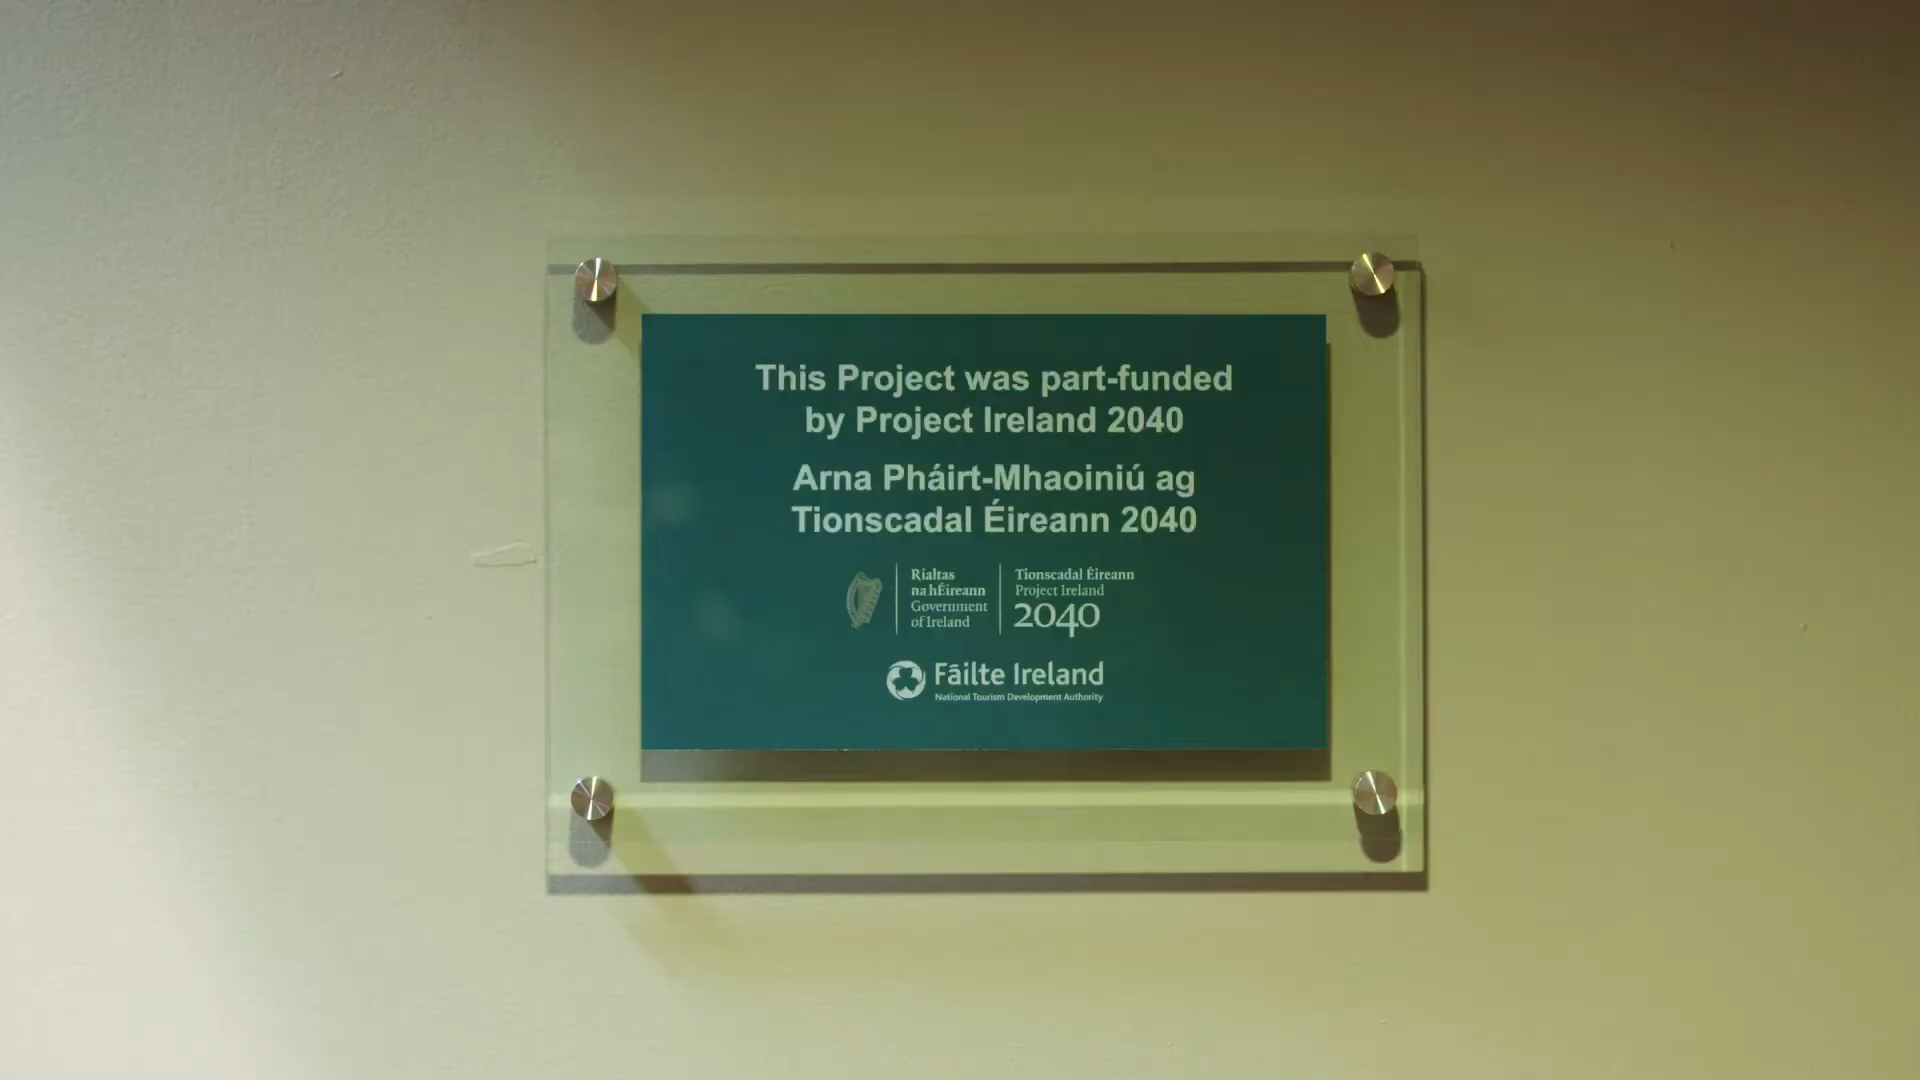 This Project was part-funded
by Project Ireland 2040
Arna Pháirt-Mhaoiniú ag
Tionscadal Éireann 2040
Rialtas
na hÉireann
Government
of Ireland
Tionscadal Éireann
Project Ireland
2040
Fáilte Ireland
National Tourism Development Authority